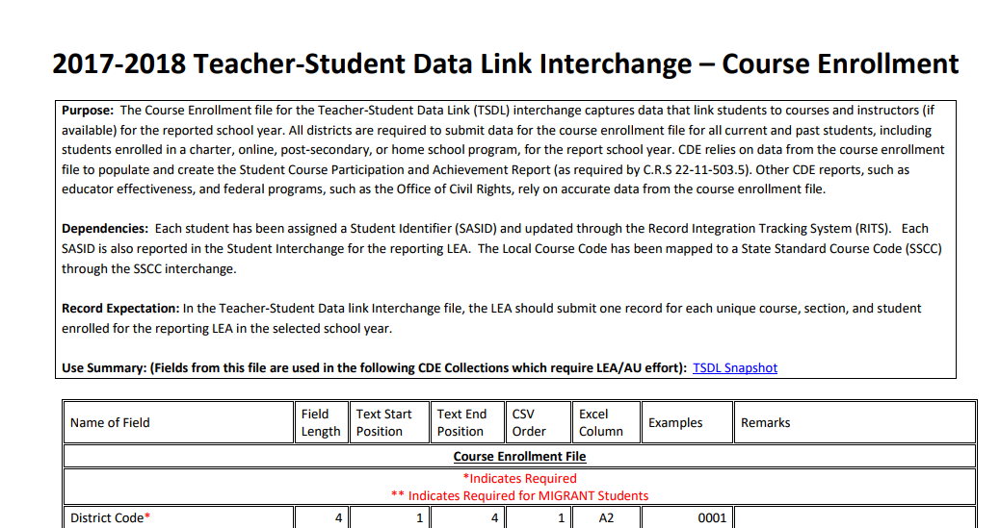 2017-2018 Teacher-Student Data Link Interchange – Course Enrollment
Purpose: The Course Enrollment file for the Teacher-Student Data Link (TSDL) interchange captures data that link students to courses and instructors (if
available) for the reported school year. All districts are required to submit data for the course enrollment file for all current and past students, including
students enrolled in a charter, online, post-secondary, or home school program, for the report school year. CDE relies on data from the course enrollment
file to populate and create the Student Course Participation and Achievement Report (as required by C.R.S 22-11-503.5). Other CDE reports, such as
educator effectiveness, and federal programs, such as the Office of Civil Rights, rely on accurate data from the course enrollment file.
Dependencies: Each student has been assigned a Student Identifier (SASID) and updated through the Record Integration Tracking System (RITS). Each
SASID is also reported in the Student Interchange for the reporting LEA. The Local Course Code has been mapped to a State Standard Course Code (SSCC)
through the SSCC interchange.
Record Expectation: In the Teacher-Student Data link Interchange file, the LEA should submit one record for each unique course, section, and student
enrolled for the reporting LEA in the selected school year.
Use Summary: (Fields from this file are used in the following CDE Collections which require LEA/AU effort): TSDL Snapshot
Name of Field Field Length Text Start Position Text End Position CSV Order Excel Column Examples Remarks
Course Enrollment File
*Indicates Required
** Indicates Required for MIGRANT Students
District Code* 4 1 4 1 A2 0001